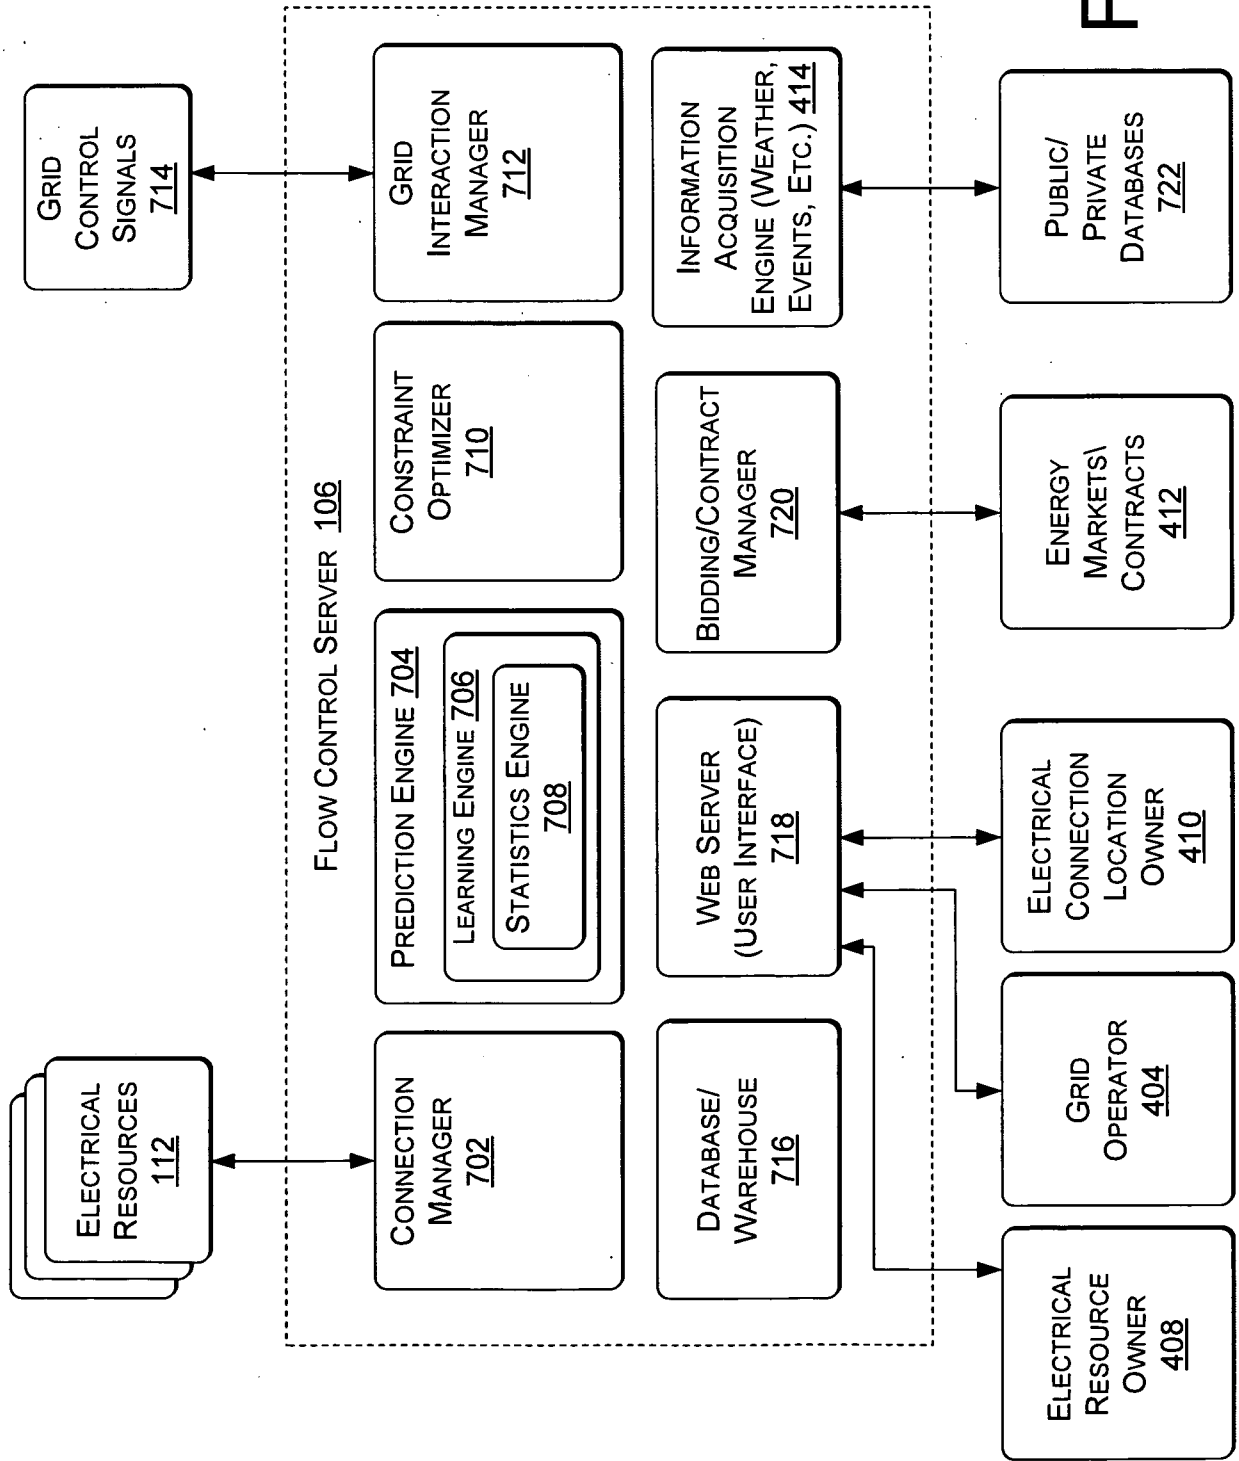 ELECTRICAL
RESOURCES
112
GRID
CONTROL
SIGNALS
714
FLOW CONTROL SERVER 106
CONNECTION
MANAGER
702
PREDICTION ENGINE 704
LEARNING ENGINE 706
STATISTICS ENGINE
708
CONSTRAINT
OPTIMIZER
710
GRID
INTERACTION
MANAGER
712
DATABASE/
WAREHOUSE
716
WEB SERVER
(USER INTERFACE)
718
BIDDING/CONTRACT
MANAGER
720
INFORMATION
ACQUISITION
ENGINE (WEATHER,
EVENTS, ETC.) 414
ELECTRICAL
RESOURCE
OWNER
408
GRID
OPERATOR
404
ELECTRICAL
CONNECTION
LOCATION
OWNER
410
ENERGY
MARKETS\
CONTRACTS
412
PUBLIC/
PRIVATE
DATABASES
722
F